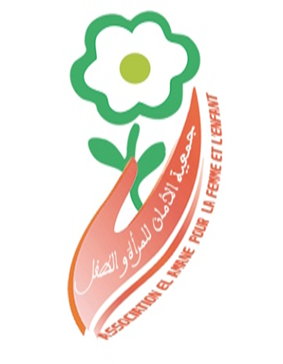 جمعية الأمان للمرأة و الطفل
ASSOCIATION EL AMANE POUR LA FEMME ET L'ENFANT